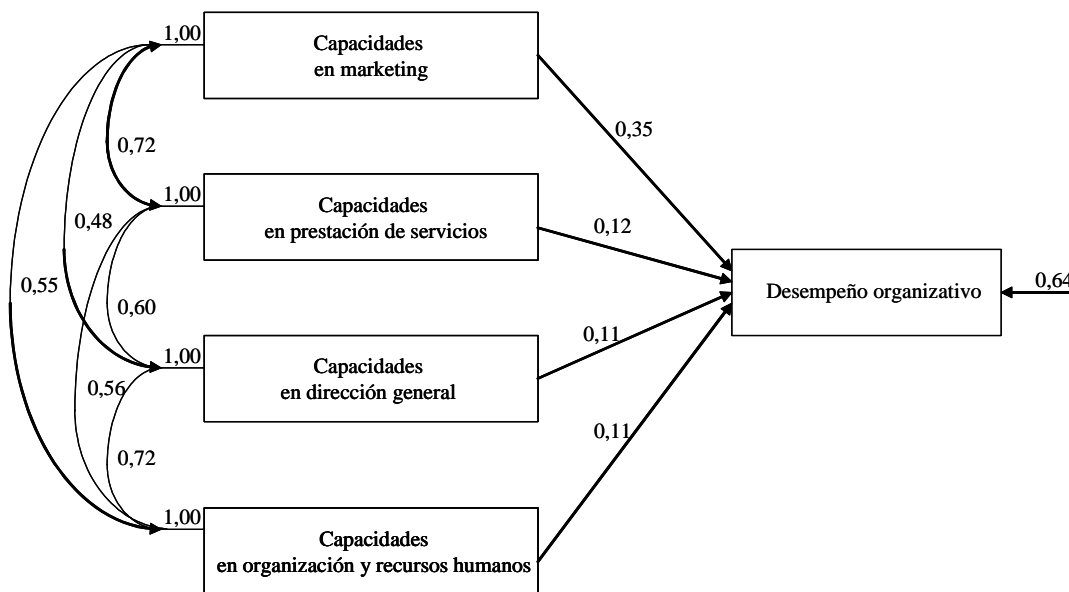 1,00
Capacidades
en marketing
0,35
0,72
1,00
Capacidades
en prestación de servicios
0,48
0,12
0,55
0,60
Desempeño organizativo
0,64
1,00
Capacidades
en dirección general
0,11
0,56
0,72
0,11
1,00
Capacidades
en organización y recursos humanos